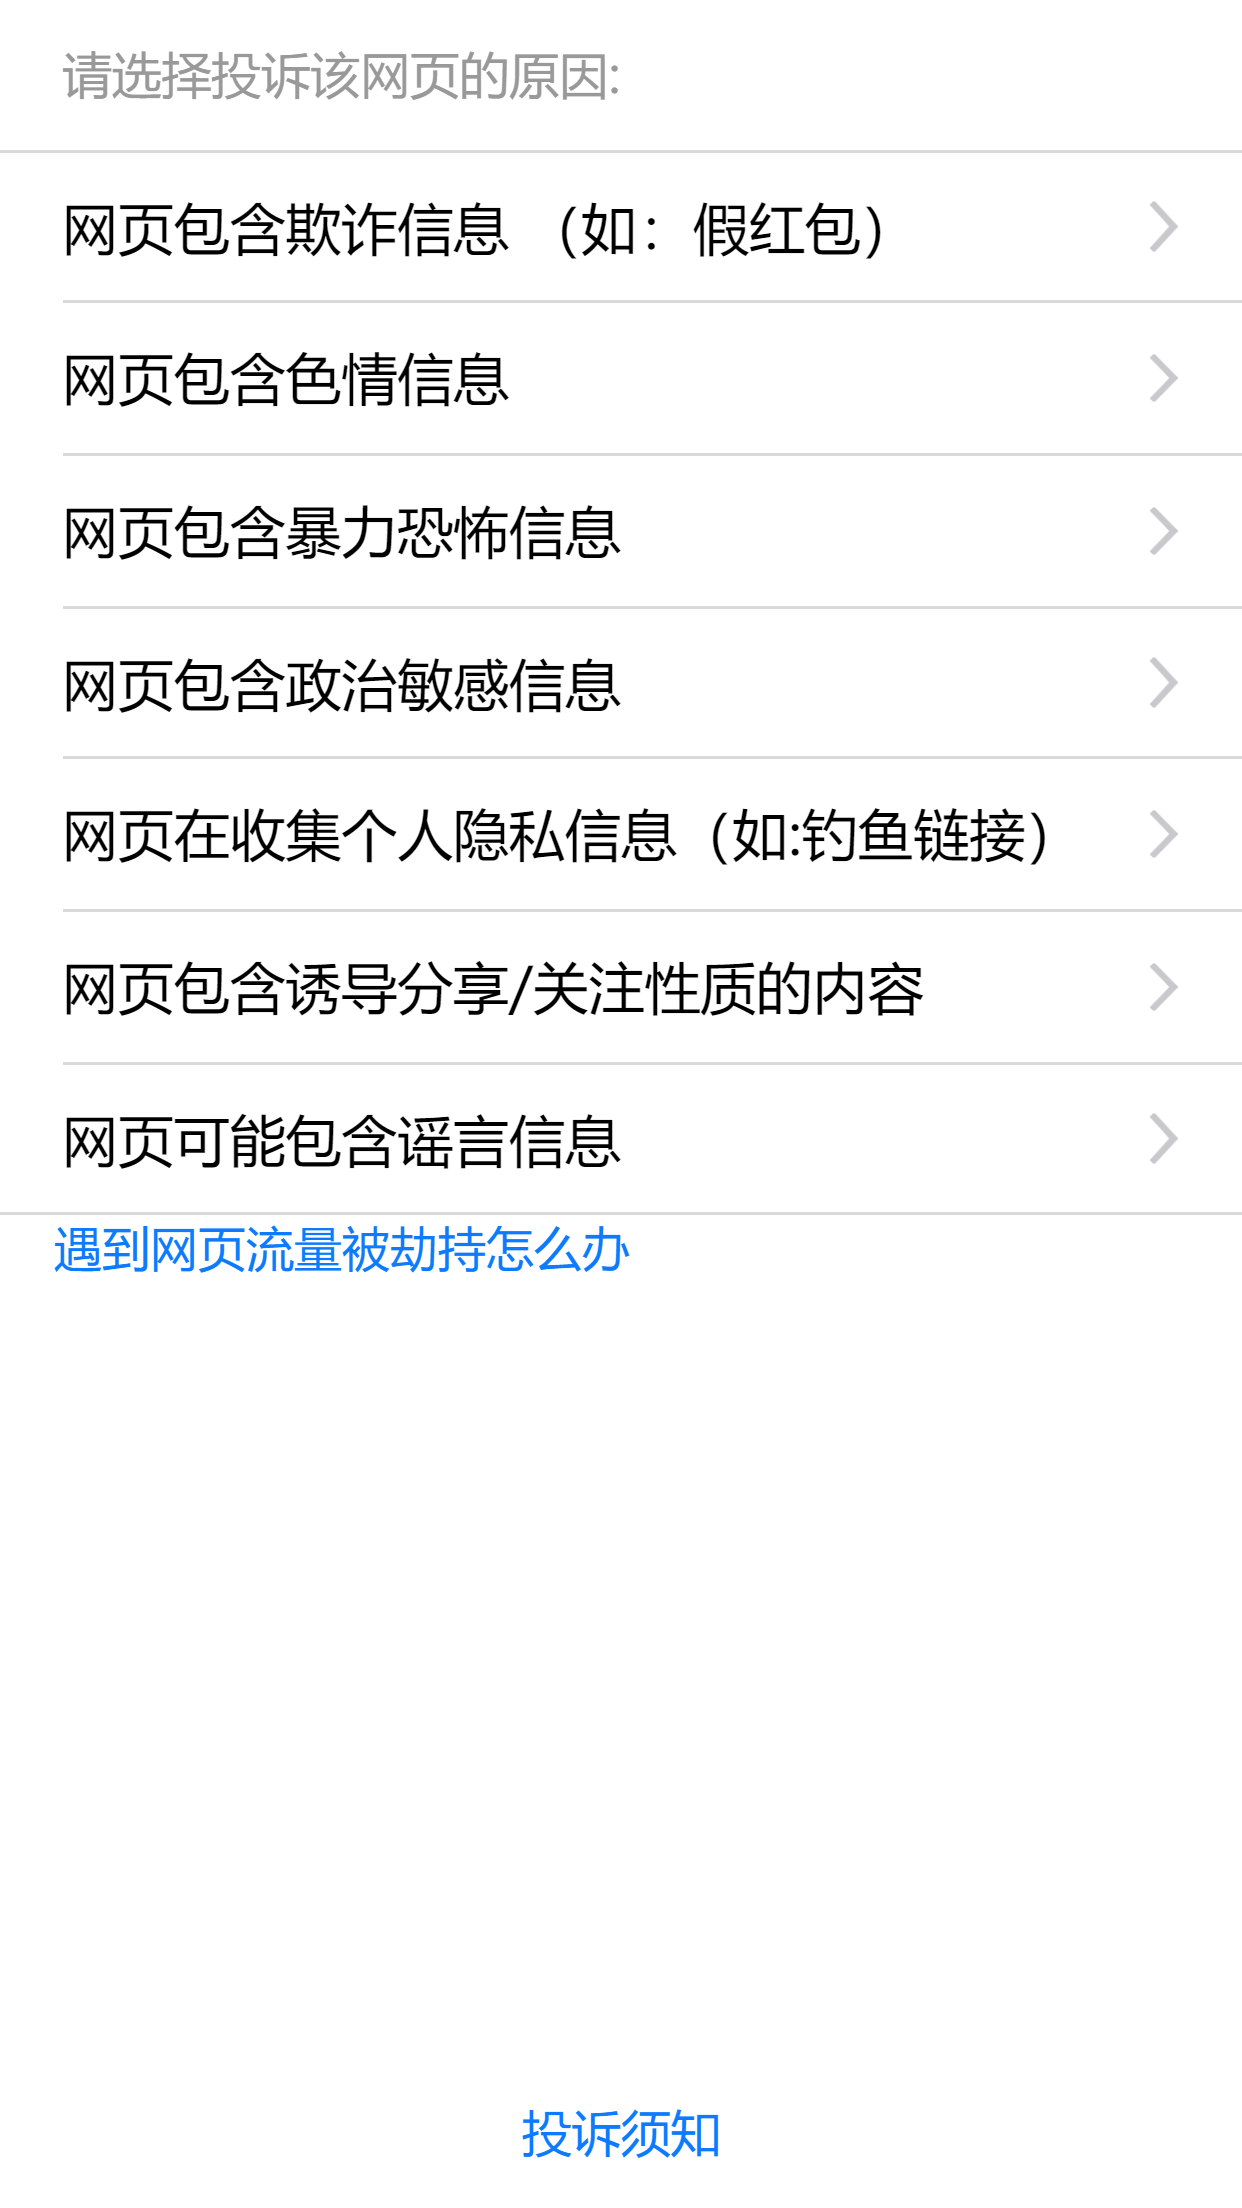 请选择投诉该网页的原因:
网页包含欺诈信息 （如：假红包）
网页包含色情信息
网页包含暴力恐怖信息
网页包含政治敏感信息
网页在收集个人隐私信息（如:钓鱼链接）
网页包含诱导分享/关注性质的内容
网页可能包含谣言信息
遇到网页流量被劫持怎么办
投诉须知